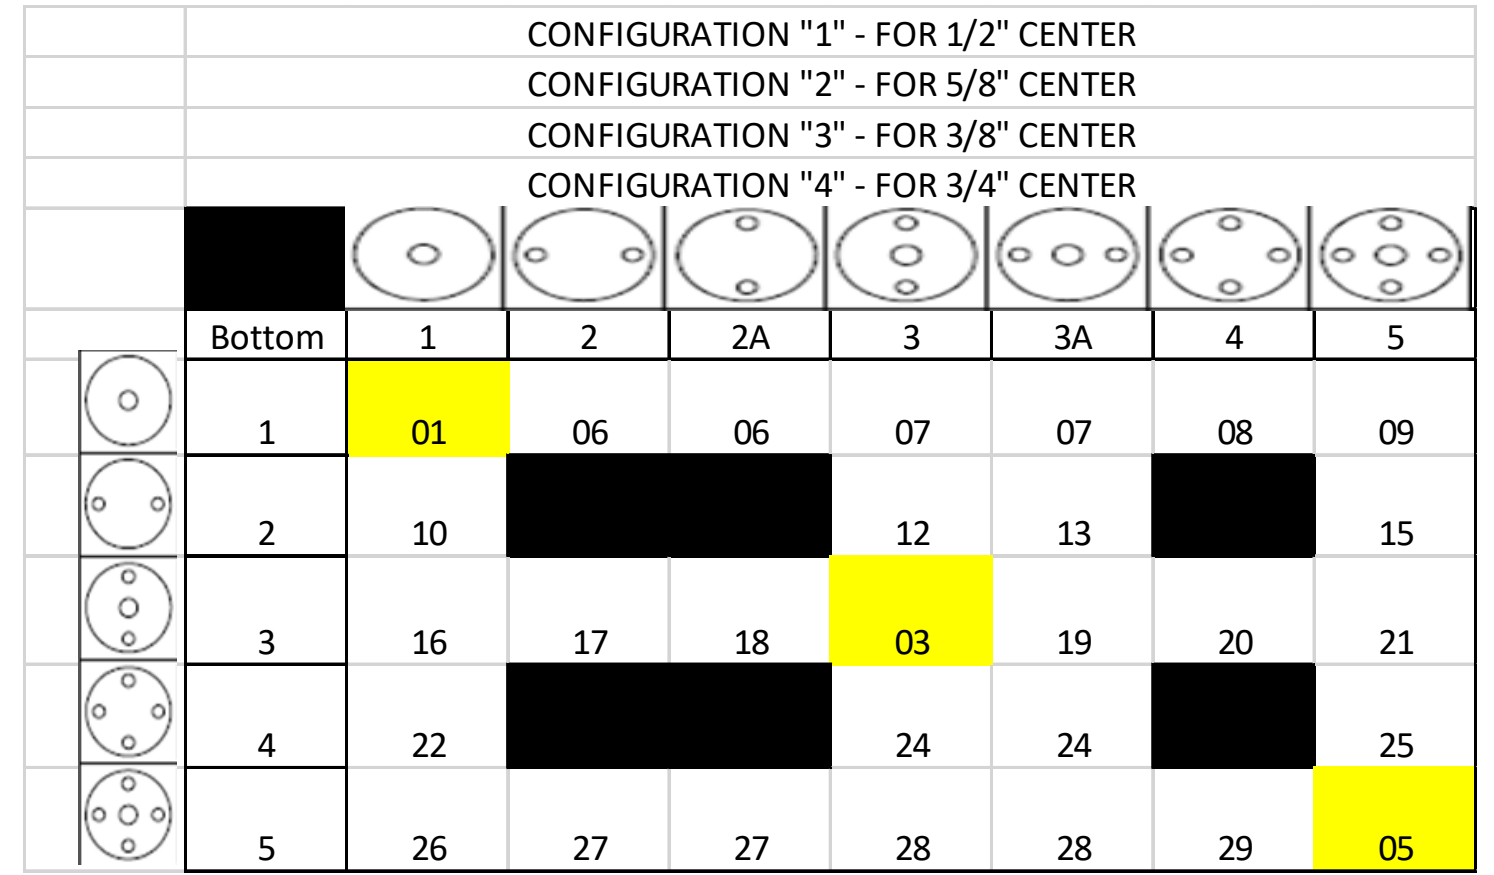 CONFIGURATION "1" - FOR 1/2" CENTER
CONFIGURATION "2" - FOR 5/8" CENTER
CONFIGURATION "3" - FOR 3/8" CENTER
CONFIGURATION "4" - FOR 3/4" CENTER
Bottom 1 2 2A 3 3A 4 5
1 01 06 06 07 07 08 09
2 10 12 13 15
3 16 17 18 03 19 20 21
4 22 24 24 25
5 26 27 27 28 28 29 05